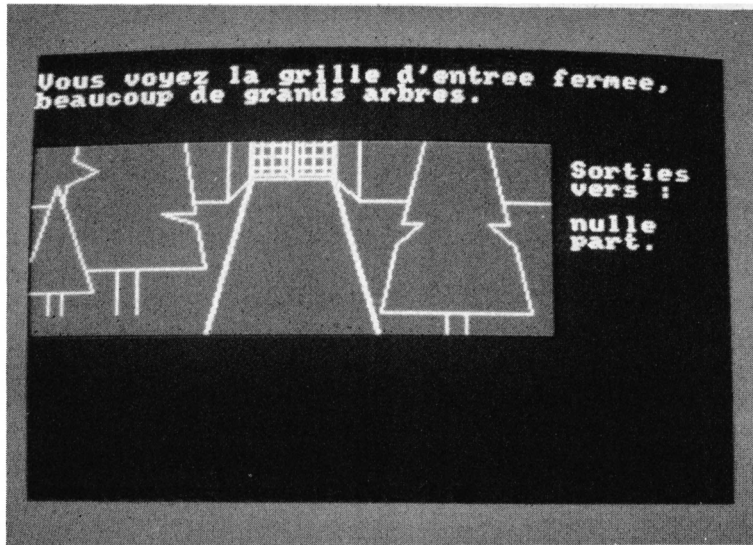 Vous voyez la grille d'entree fermee,
beaucoup de grands arbres.
Sorties
vers :
nulle
part.